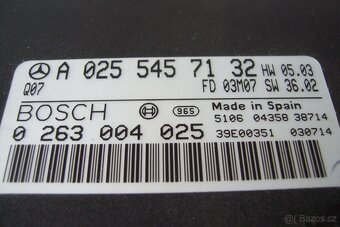 A 025 545 71 32 HW 05.03
Q07 FD 03M07 SW 36.02
BOSCH 965 Made in Spain
5106 04358 38714
0 263 004 025 39E00351 030714
Bazoš.cz